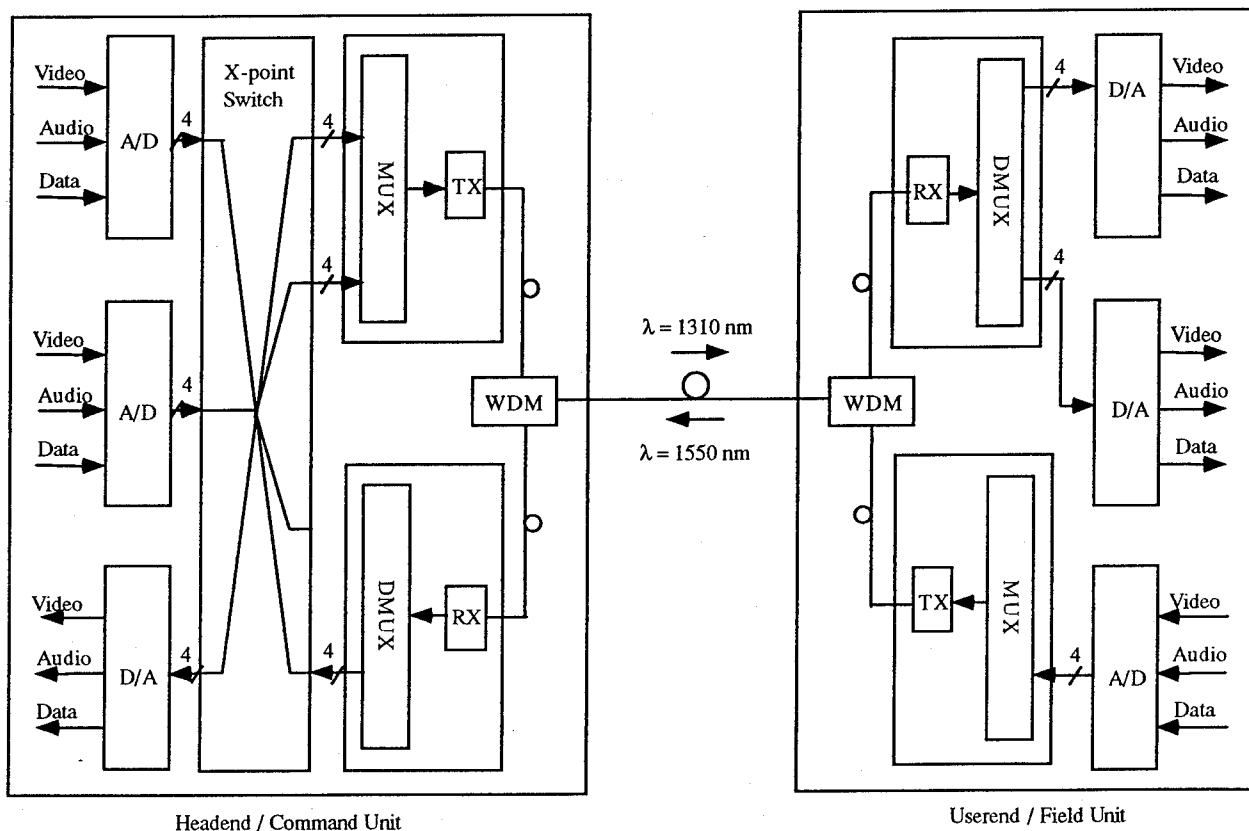 Video
Audio
Data
A/D
4
X-point
Switch
4
4
MUX
TX
Video
Audio
Data
A/D
4
WDM
Video
Audio
Data
D/A
4
4
DMUX
RX
λ = 1310 nm
λ = 1550 nm
WDM
RX
DMUX
4
4
D/A
Video
Audio
Data
D/A
Video
Audio
Data
TX
MUX
4
A/D
Video
Audio
Data
Headend / Command Unit
Userend / Field Unit